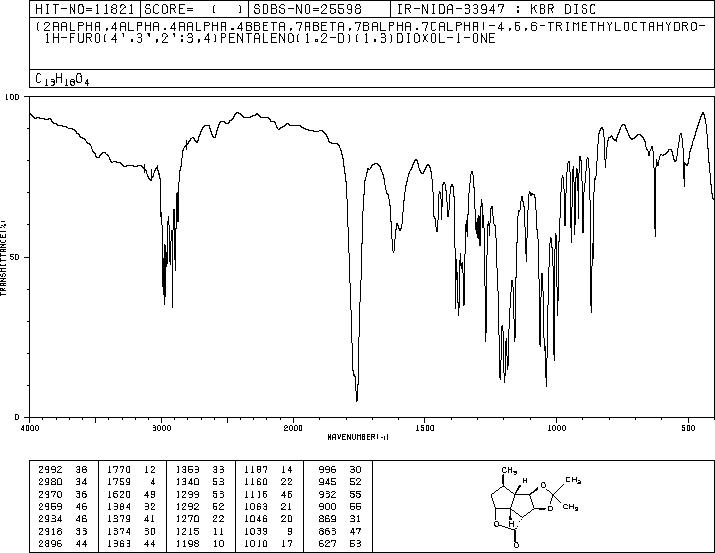 HIT-NO=11821 SCORE= ( ) SDBS-NO=25598 IR-NIDA-33947 : KBR DISC
(2AALPHA,4ALPHA,4AALPHA,4BBETA,7ABETA,7BALPHA,7CALPHA)-4,6,6-TRIMETHYLOCTAHYDRO-
1H-FURO(4',3',2':3,4)PENTALENO(1,2-D)(1,3)DIOXOL-1-ONE
C13H18O4
100
50
0
TRANSMITTANCE(%)
4000 3000 2000 1500 1000 500
WAVENUMBER(-1)
2992 36 1770 12 1353 33 1187 14 996 30
2980 34 1759 4 1340 53 1160 22 945 52
2970 36 1620 49 1299 53 1116 46 932 55
2959 46 1384 32 1292 52 1063 21 900 55
2934 46 1379 41 1270 22 1046 20 869 31
2918 33 1374 30 1215 11 1039 9 863 47
2896 44 1363 44 1198 10 1010 17 627 53
CH3
H
O
CH3
O
CH3
H
O
O